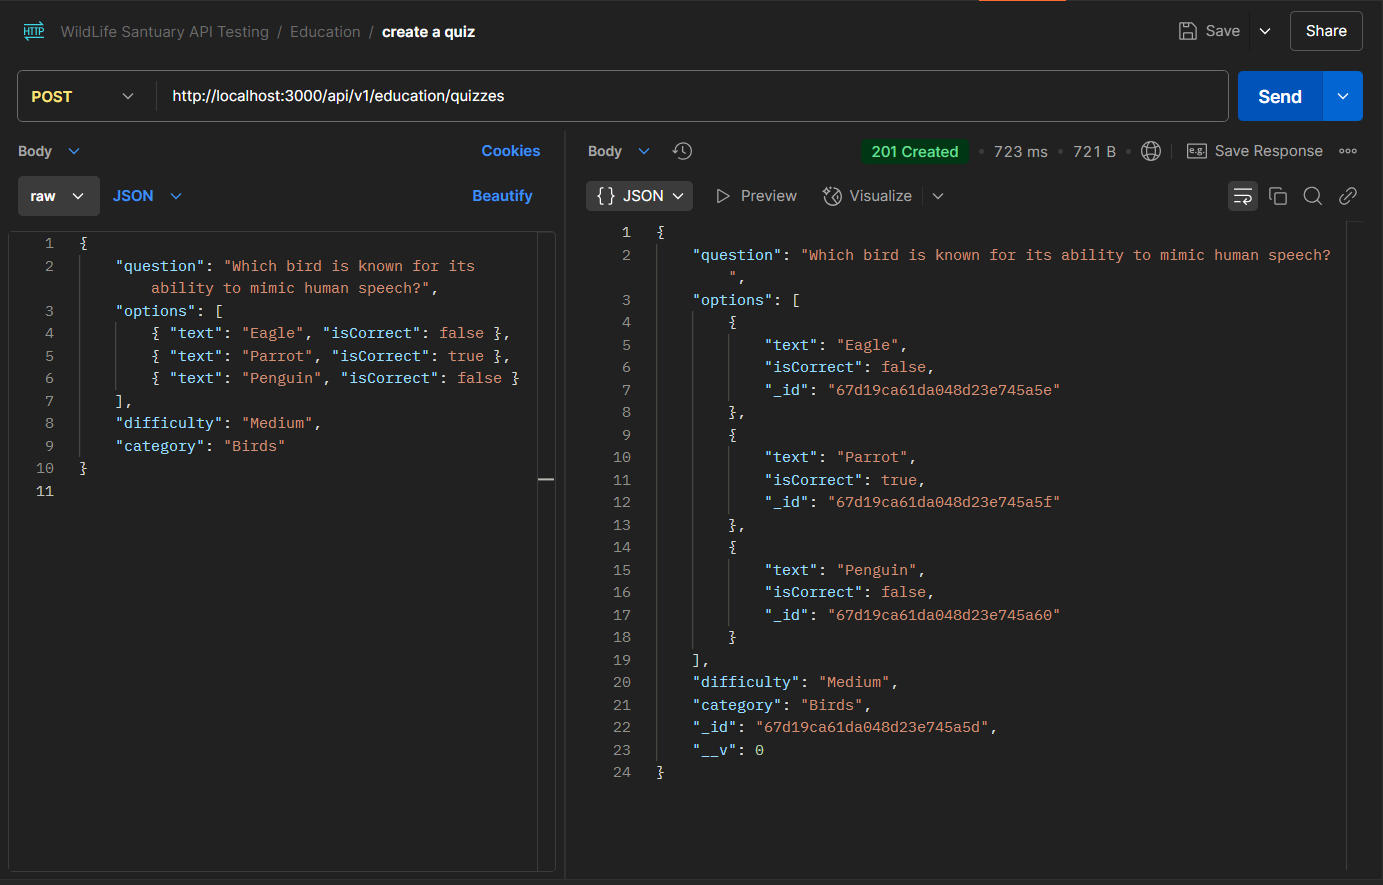 HTTP WildLife Santuary API Testing / Education / create a quiz Save Share
POST http://localhost:3000/api/v1/education/quizzes Send
Body Cookies
raw JSON Beautify
1 {
2 "question": "Which bird is known for its
ability to mimic human speech?",
3 "options": [
4 { "text": "Eagle", "isCorrect": false },
5 { "text": "Parrot", "isCorrect": true },
6 { "text": "Penguin", "isCorrect": false }
7 ],
8 "difficulty": "Medium",
9 "category": "Birds"
10 }
11
Body 201 Created • 723 ms • 721 B • e.g. Save Response
{} JSON Preview Visualize
1 {
2 "question": "Which bird is known for its ability to mimic human speech?
",
3 "options": [
4 {
5 "text": "Eagle",
6 "isCorrect": false,
7 "_id": "67d19ca61da048d23e745a5e"
8 },
9 {
10 "text": "Parrot",
11 "isCorrect": true,
12 "_id": "67d19ca61da048d23e745a5f"
13 },
14 {
15 "text": "Penguin",
16 "isCorrect": false,
17 "_id": "67d19ca61da048d23e745a60"
18 }
19 ],
20 "difficulty": "Medium",
21 "category": "Birds",
22 "_id": "67d19ca61da048d23e745a5d",
23 "__v": 0
24 }